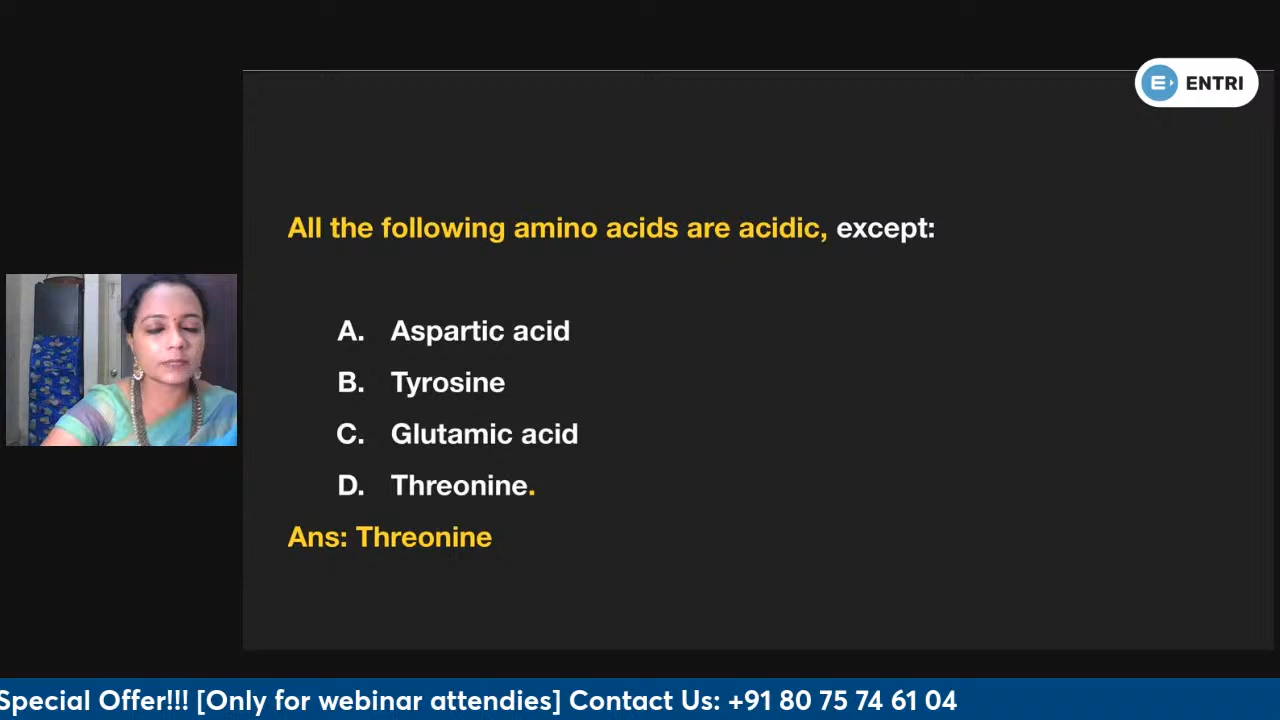 ENTRI
All the following amino acids are acidic, except:
A. Aspartic acid
B. Tyrosine
C. Glutamic acid
D. Threonine.
Ans: Threonine
Special Offer!!! [Only for webinar attendies] Contact Us: +91 80 75 74 61 04